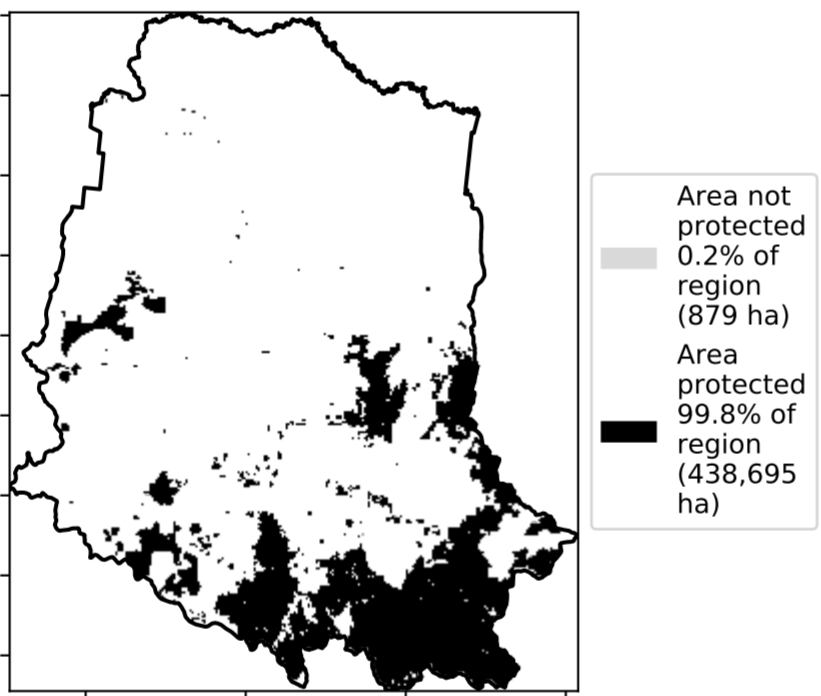 Area not
protected
0.2% of
region
(879 ha)
Area
protected
99.8% of
region
(438,695
ha)